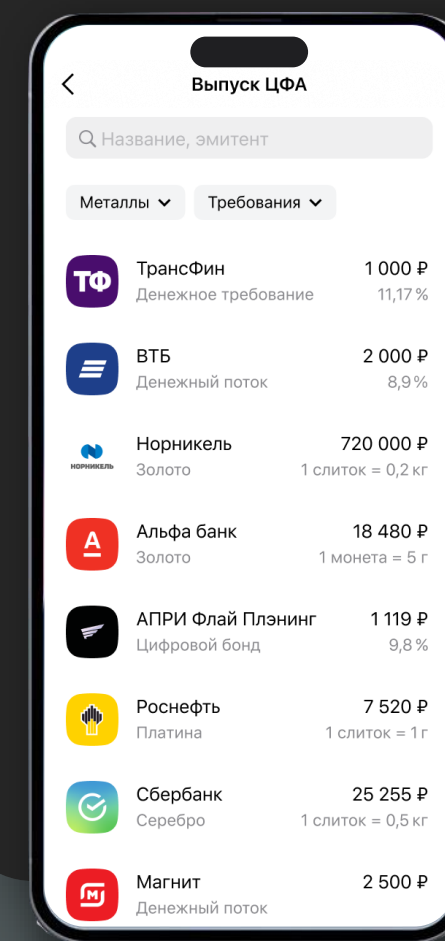 Выпуск ЦФА
Название, эмитент
Металлы Требования
ТФ ТрансФин 1 000 ₽
Денежное требование 11,17 %
ВТБ 2 000 ₽
Денежный поток 8,9 %
Норникель 720 000 ₽
НОРНИКЕЛЬ Золото 1 слиток = 0,2 кг
А Альфа банк 18 480 ₽
Золото 1 монета = 5 г
АПРИ Флай Плэнинг 1 119 ₽
Цифровой бонд 9,8 %
Роснефть 7 520 ₽
Платина 1 слиток = 1 г
Сбербанк 25 255 ₽
Серебро 1 слиток = 0,5 кг
М Магнит 2 500 ₽
Денежный поток